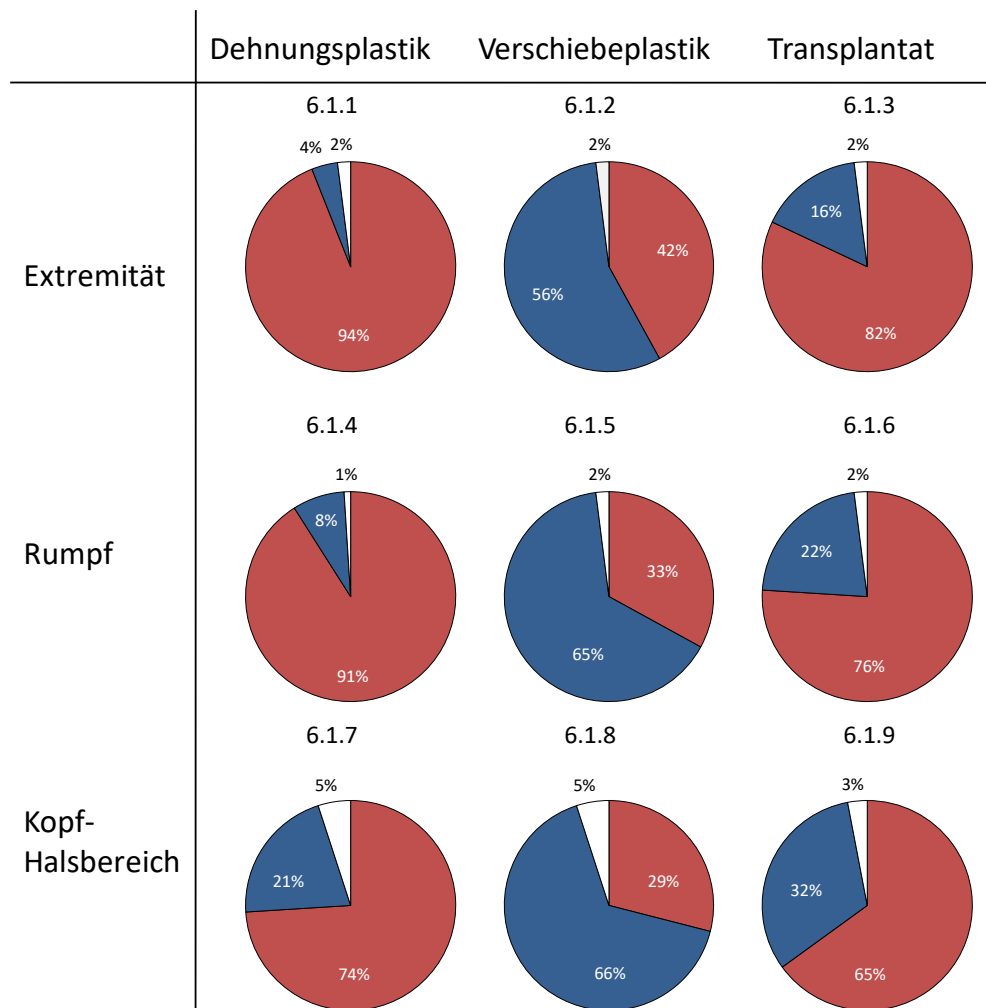 Dehnungsplastik Verschiebeplastik Transplantat
6.1.1 6.1.2 6.1.3
4% 2% 2% 2%
Extremität
16%
42%
56%
94% 82%
6.1.4 6.1.5 6.1.6
1% 2% 2%
Rumpf
8%
22%
33%
65%
91% 76%
6.1.7 6.1.8 6.1.9
5% 5% 3%
Kopf-
Halsbereich
21% 29% 32%
74% 66% 65%